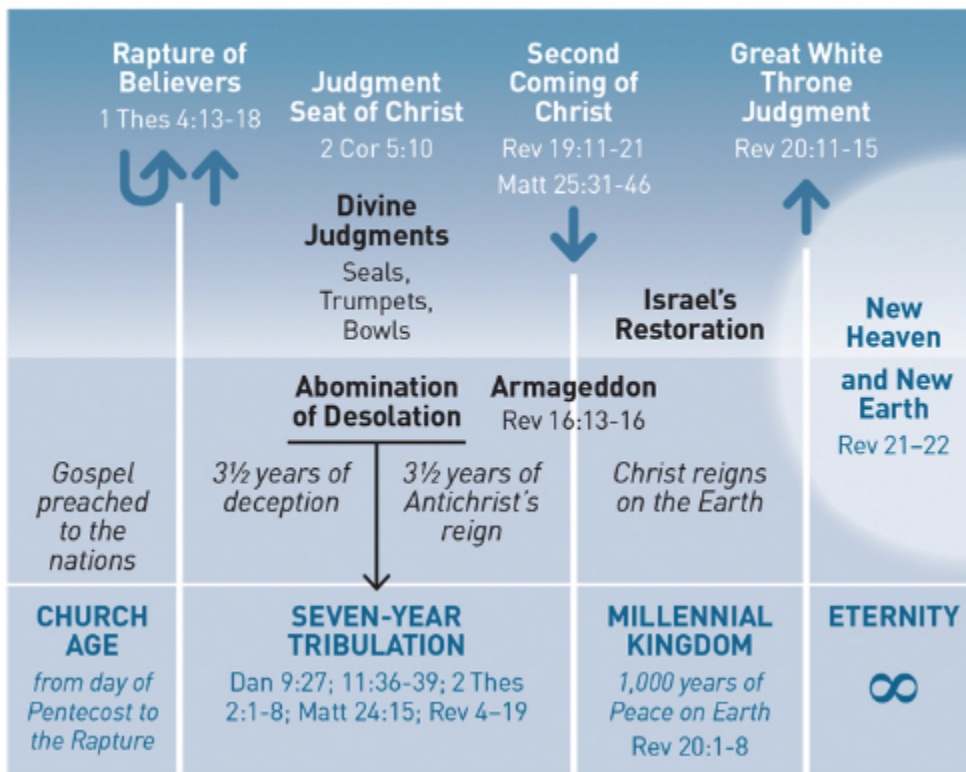 Rapture of
Believers
1 Thes 4:13-18
Judgment
Seat of Christ
2 Cor 5:10
Second
Coming of
Christ
Rev 19:11-21
Matt 25:31-46
Great White
Throne
Judgment
Rev 20:11-15
Divine
Judgments
Seals,
Trumpets,
Bowls
Israel's
Restoration
New
Heaven
and New
Earth
Rev 21–22
Abomination
of Desolation
Armageddon
Rev 16:13-16
Gospel
preached
to the
nations
3½ years of
deception
3½ years of
Antichrist's
reign
Christ reigns
on the Earth
CHURCH
AGE
from day of
Pentecost to
the Rapture
SEVEN-YEAR
TRIBULATION
Dan 9:27; 11:36-39; 2 Thes
2:1-8; Matt 24:15; Rev 4–19
MILLENNIAL
KINGDOM
1,000 years of
Peace on Earth
Rev 20:1-8
ETERNITY
∞